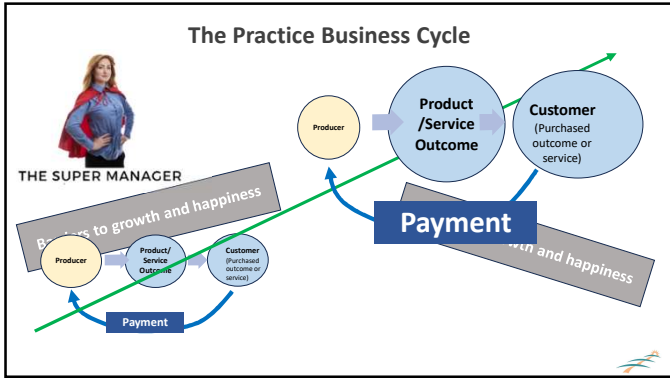 The Practice Business Cycle
THE SUPER MANAGER
Barriers to growth and happiness
Producer
Product/
Service
Outcome
Customer
(Purchased
outcome or
service)
Payment
Producer
Product
/Service
Outcome
Customer
(Purchased
outcome or
service)
Payment
wth and happiness